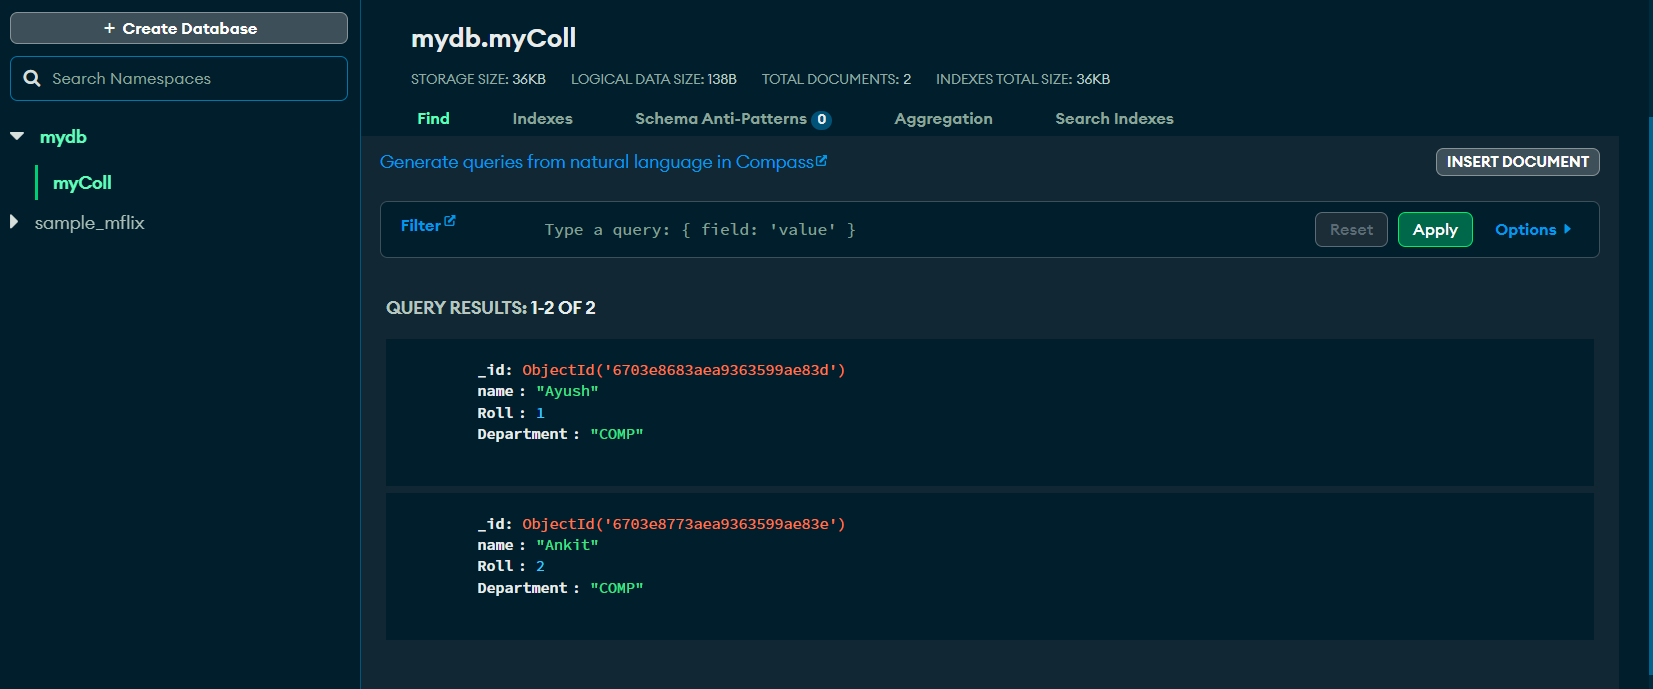 + Create Database
Search Namespaces
mydb
myColl
sample_mflix
mydb.myColl
STORAGE SIZE: 36KB LOGICAL DATA SIZE: 138B TOTAL DOCUMENTS: 2 INDEXES TOTAL SIZE: 36KB
Find Indexes Schema Anti-Patterns 0 Aggregation Search Indexes
Generate queries from natural language in Compass
INSERT DOCUMENT
Filter Type a query: { field: 'value' } Reset Apply Options
QUERY RESULTS: 1-2 OF 2
_id: ObjectId('6703e8683aea9363599ae83d')
name : "Ayush"
Roll : 1
Department : "COMP"
_id: ObjectId('6703e8773aea9363599ae83e')
name : "Ankit"
Roll : 2
Department : "COMP"